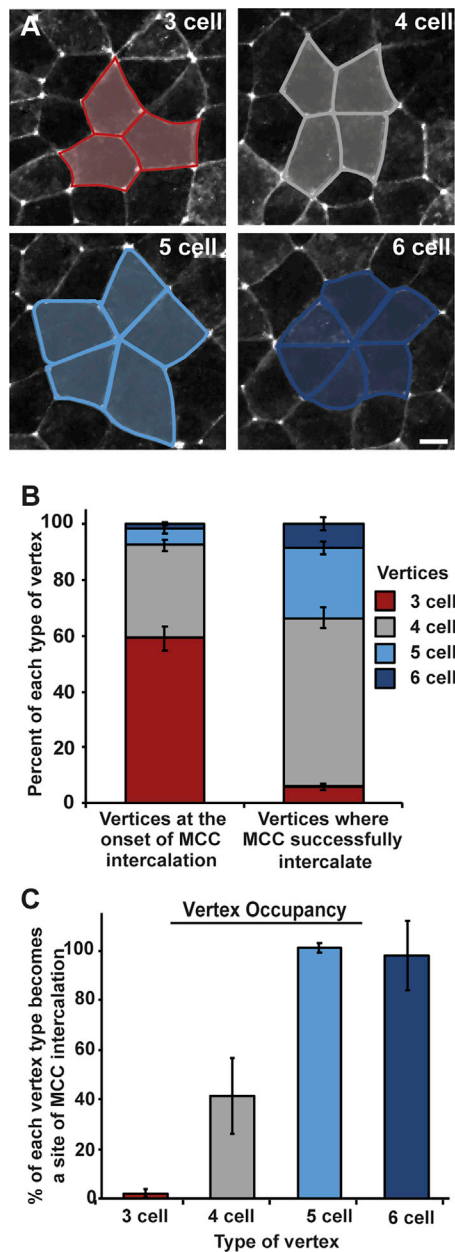 A
3 cell
4 cell
5 cell
6 cell
B
100
80
60
40
20
0
Percent of each type of vertex
Vertices
3 cell
4 cell
5 cell
6 cell
Vertices at the
onset of MCC
intercalation
Vertices where
MCC successfully
intercalate
C
Vertex Occupancy
100
80
60
40
20
0
% of each vertex type becomes
a site of MCC intercalation
3 cell
4 cell
5 cell
6 cell
Type of vertex